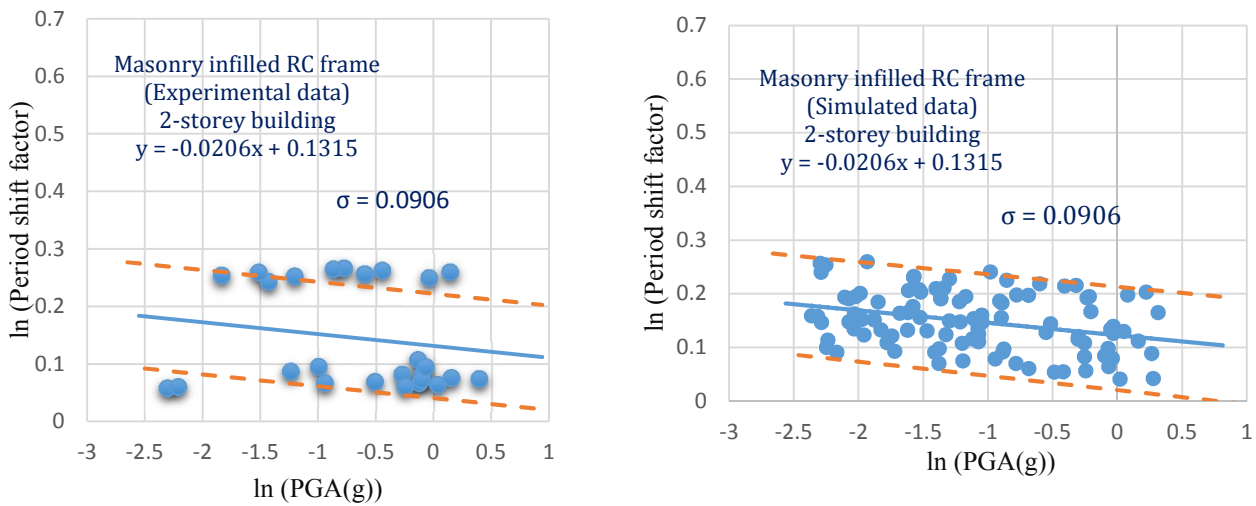 0.7
0.6
0.5
0.4
0.3
0.2
0.1
0
ln (Period shift factor)
Masonry infilled RC frame
(Experimental data)
2-storey building
y = -0.0206x + 0.1315
σ = 0.0906
-3 -2.5 -2 -1.5 -1 -0.5 0 0.5 1
ln (PGA(g))
0.7
0.6
0.5
0.4
0.3
0.2
0.1
0
ln (Period shift factor)
Masonry infilled RC frame
(Simulated data)
2-storey building
y = -0.0206x + 0.1315
σ = 0.0906
-3 -2.5 -2 -1.5 -1 -0.5 0 0.5 1
ln (PGA(g))